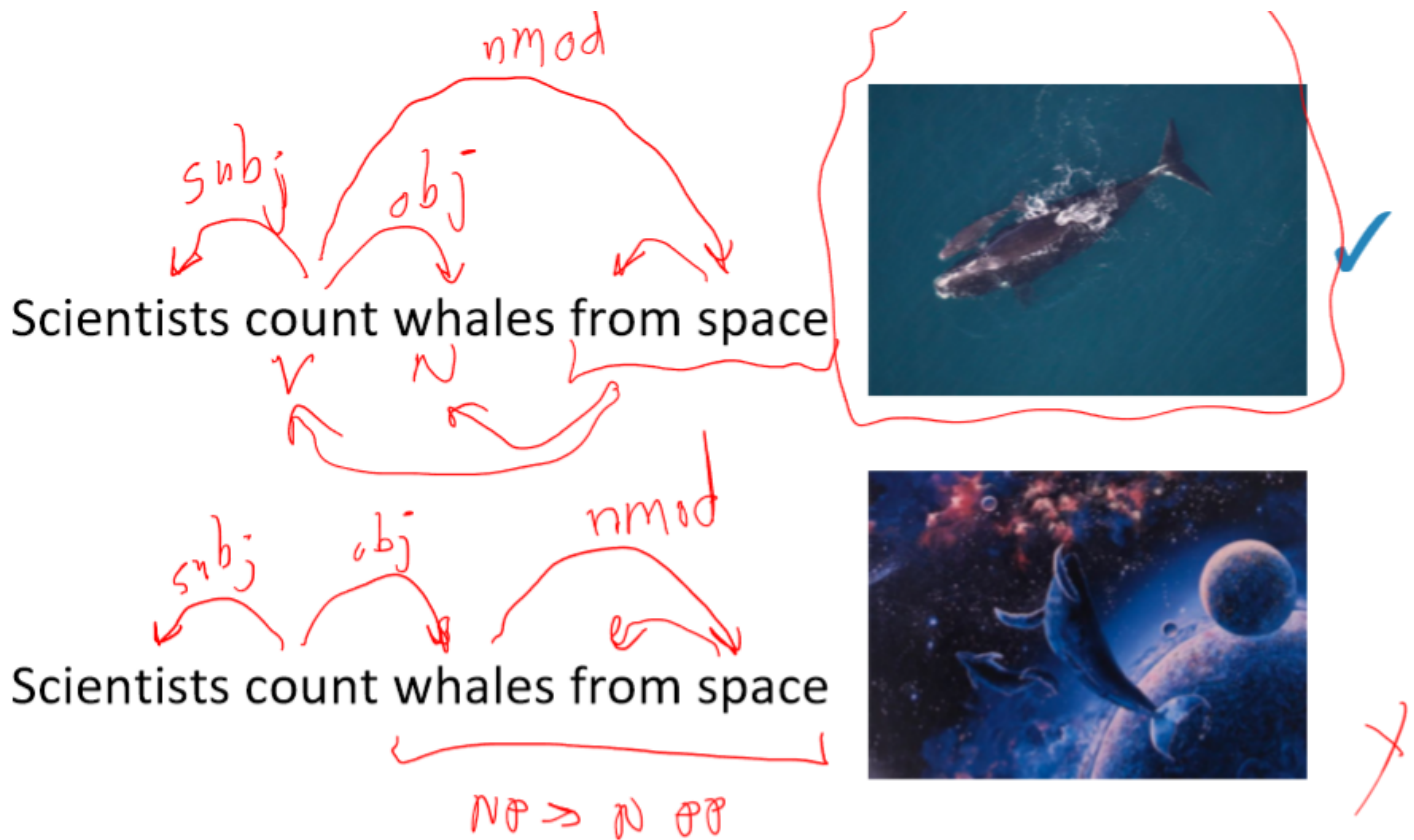 nmod
subj obj
Scientists count whales from space
V N
nmod
subj obj
Scientists count whales from space
NP → N PP